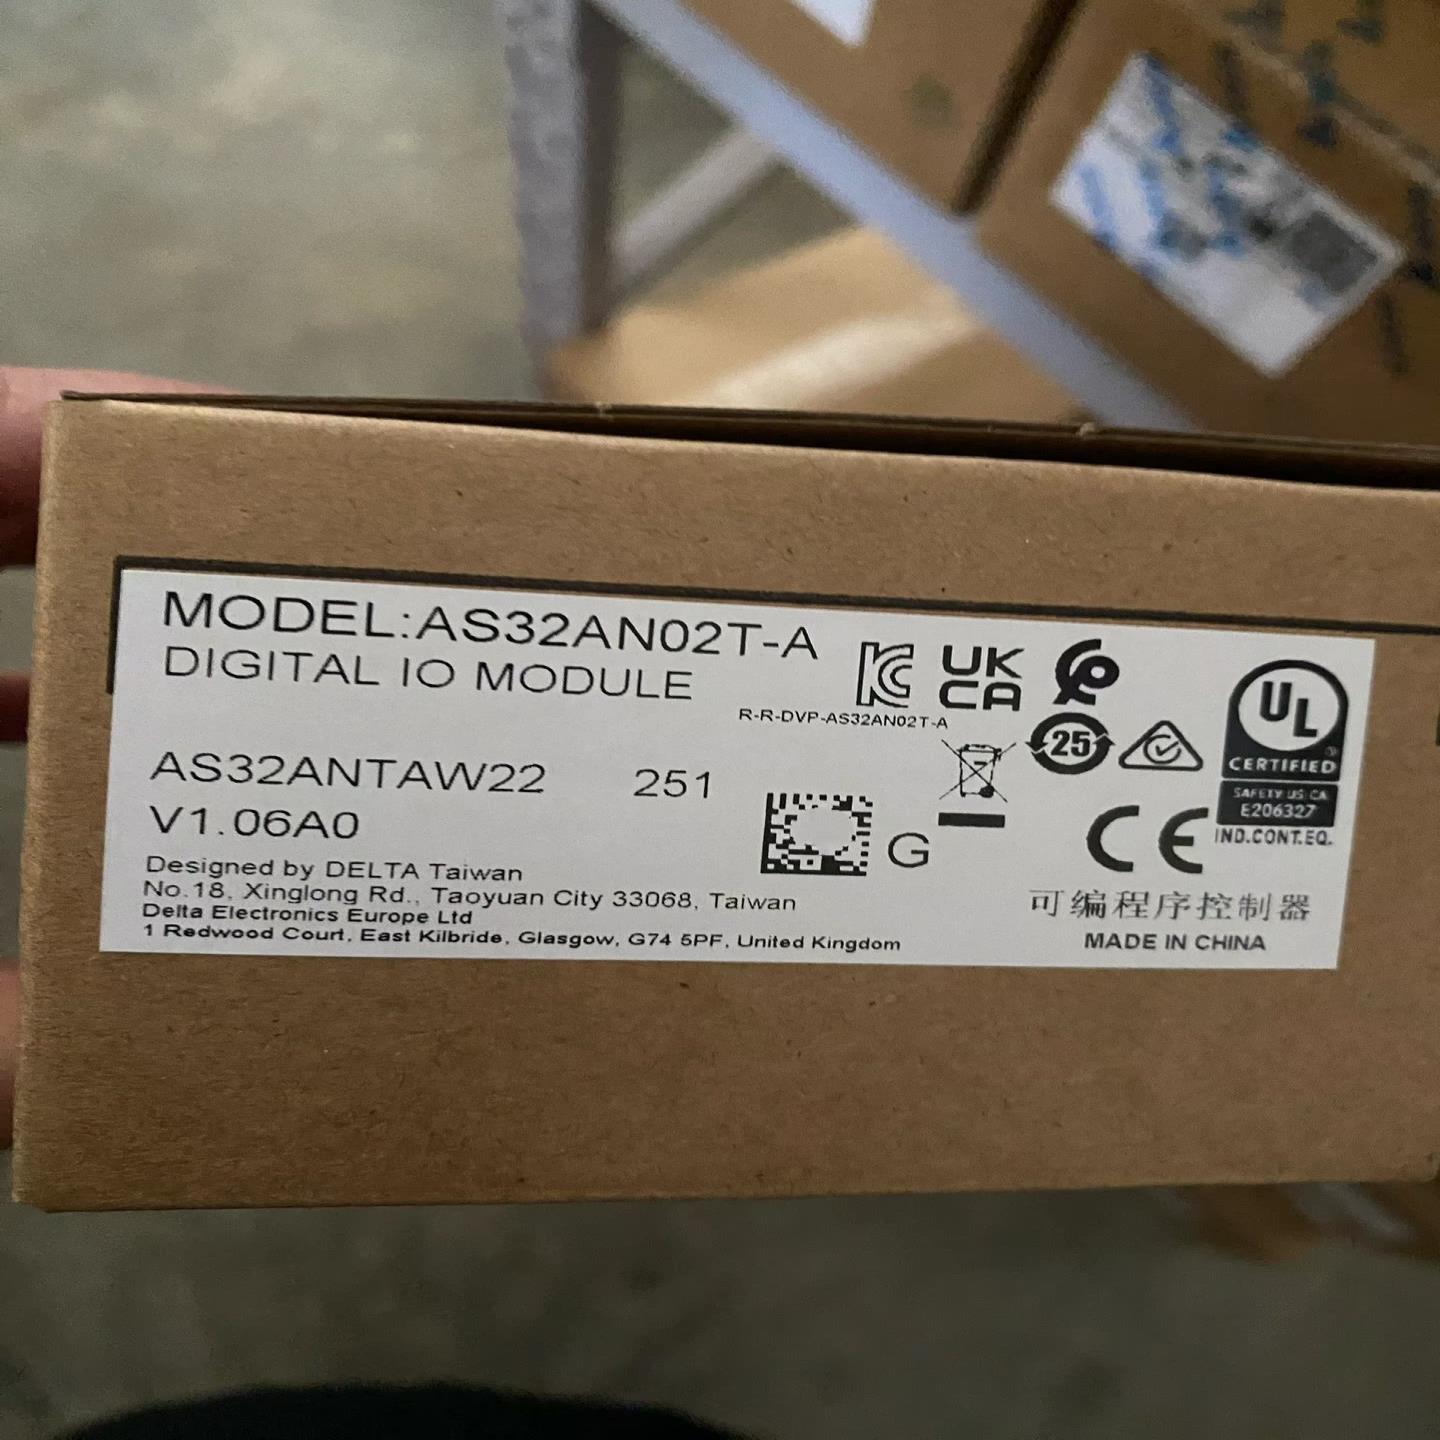 MODEL:AS32AN02T-A
DIGITAL IO MODULE
R-R-DVP-AS32AN02T-A
UK
CA
25
UL
®
CERTIFIED
SAFETY US CA
E206327
IND.CONT.EQ.
AS32ANTAW22 251
V1.06A0
G
CE
Designed by DELTA Taiwan
No.18, Xinglong Rd., Taoyuan City 33068, Taiwan
Delta Electronics Europe Ltd
1 Redwood Court, East Kilbride, Glasgow, G74 5PF, United Kingdom
可编程序控制器
MADE IN CHINA